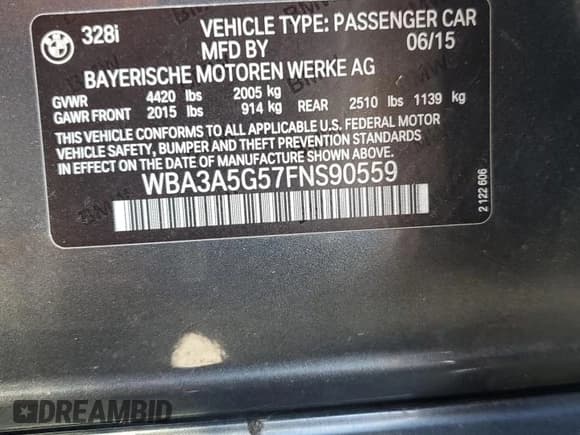 328i VEHICLE TYPE: PASSENGER CAR
MFD BY 06/15
BAYERISCHE MOTOREN WERKE AG
GVWR 4420 lbs 2005 kg
GAWR FRONT 2015 lbs 914 kg REAR 2510 lbs 1139 kg
THIS VEHICLE CONFORMS TO ALL APPLICABLE U.S. FEDERAL MOTOR
VEHICLE SAFETY, BUMPER AND THEFT PREVENTION STANDARDS
IN EFFECT ON THE DATE OF MANUFACTURE SHOWN ABOVE.
WBA3A5G57FNS90559
2 122 606
DREAMBID